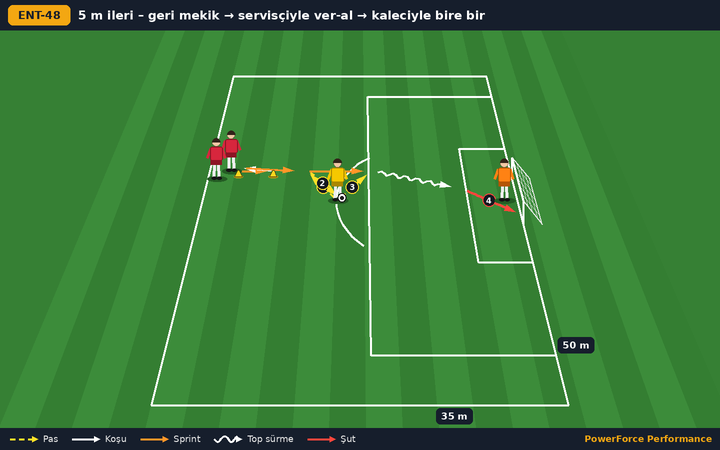 ENT-48 5 m ileri – geri mekik → servisçiyle ver-al → kaleciyle bire bir
2
3
4
50 m
35 m
Pas Koşu Sprint Top sürme Şut PowerForce Performance